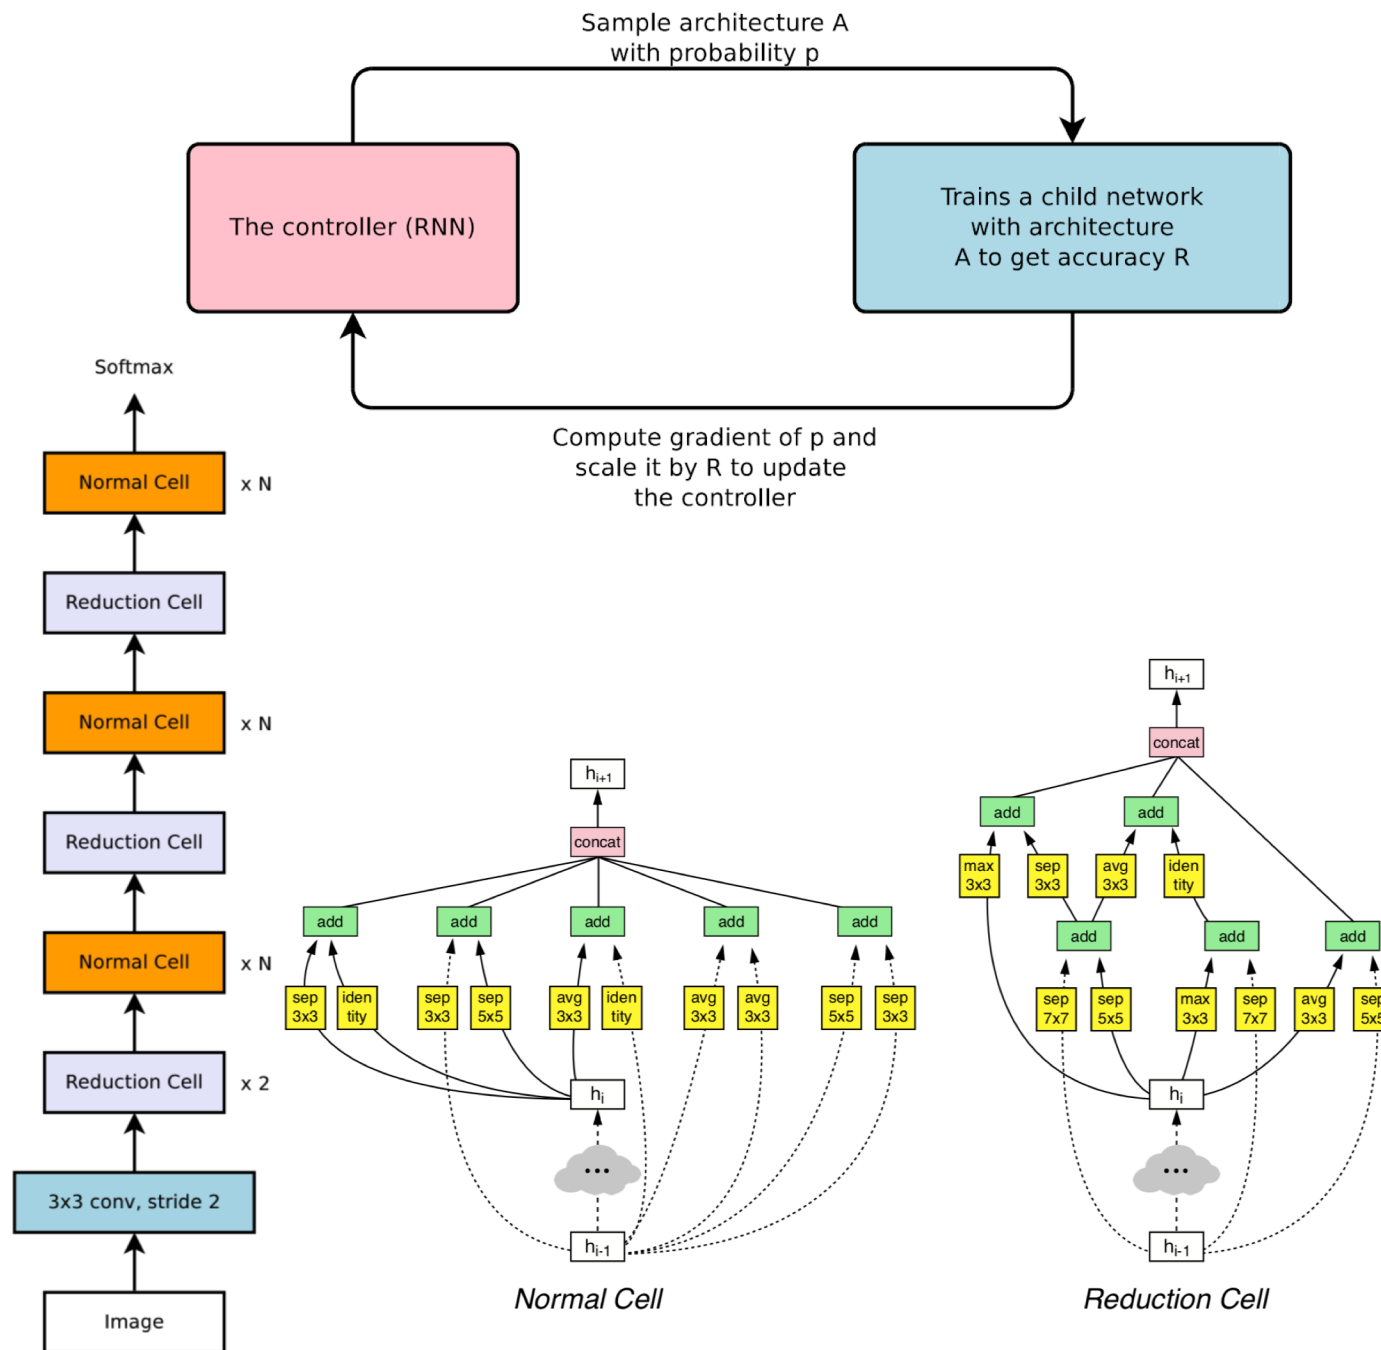 Sample architecture A
with probability p
The controller (RNN)
Trains a child network
with architecture
A to get accuracy R
Compute gradient of p and
scale it by R to update
the controller
Softmax
Normal Cell
x N
Reduction Cell
Normal Cell
x N
Reduction Cell
Normal Cell
x N
Reduction Cell
x 2
3x3 conv, stride 2
Image
hi+1
concat
add
add
add
add
add
sep
3x3
iden
tity
sep
3x3
sep
5x5
avg
3x3
iden
tity
avg
3x3
avg
3x3
sep
5x5
sep
3x3
hi
...
hi-1
Normal Cell
hi+1
concat
add
add
max
3x3
sep
3x3
avg
3x3
iden
tity
add
add
add
sep
7x7
sep
5x5
max
3x3
sep
7x7
avg
3x3
sep
5x5
hi
...
hi-1
Reduction Cell